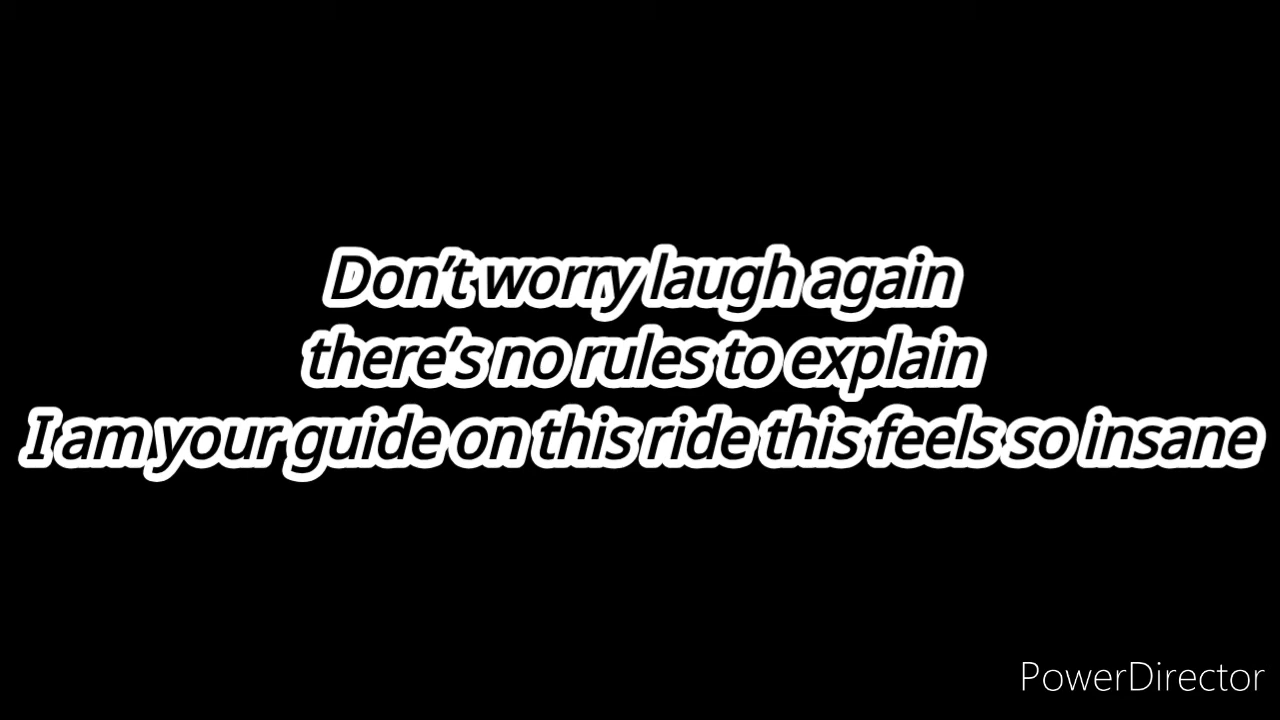 Don’t worry laugh again
there’s no rules to explain
I am your guide on this ride this feels so insane
PowerDirector